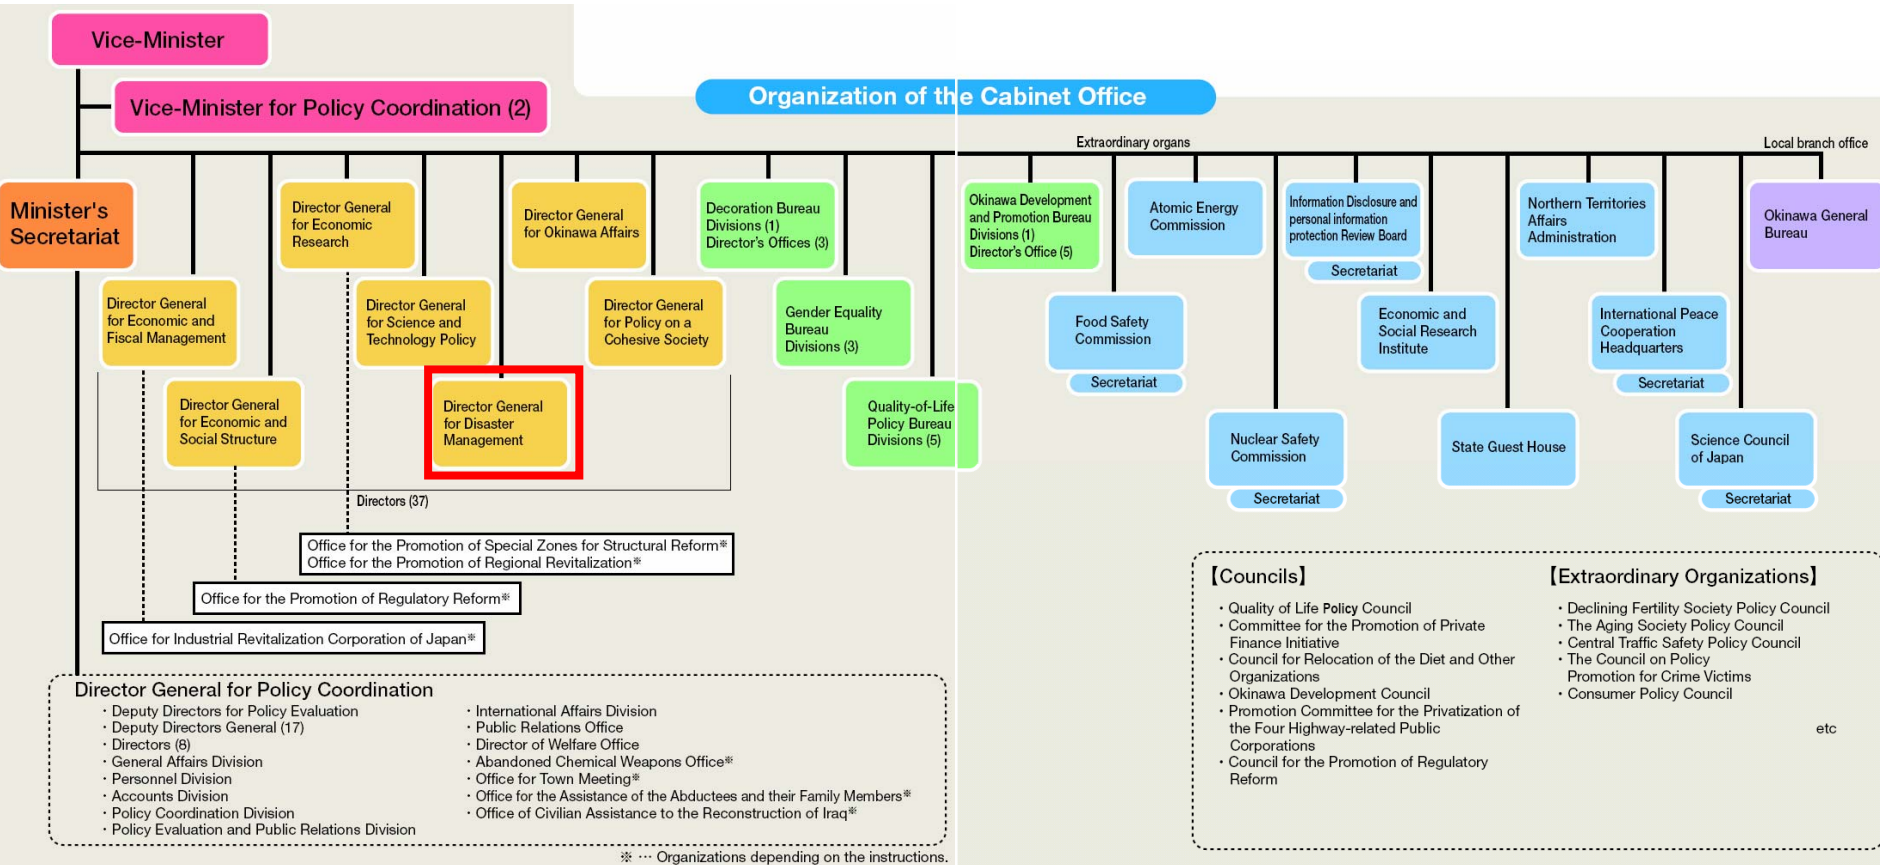 Vice-Minister
Vice-Minister for Policy Coordination (2)
Organization of the Cabinet Office
Extraordinary organs
Local branch office
Minister's
Secretariat
Director General
for Economic and
Fiscal Management
Director General
for Economic and
Social Structure
Director General
for Economic
Research
Director General
for Science and
Technology Policy
Director General
for Disaster
Management
Director General
for Okinawa Affairs
Director General
for Policy on a
Cohesive Society
Decoration Bureau
Divisions (1)
Director's Offices (3)
Gender Equality
Bureau
Divisions (3)
Quality-of-Life
Policy Bureau
Divisions (5)
Okinawa Development
and Promotion Bureau
Divisions (1)
Director's Office (5)
Food Safety
Commission
Secretariat
Atomic Energy
Commission
Nuclear Safety
Commission
Secretariat
Information Disclosure and
personal information
protection Review Board
Secretariat
Economic and
Social Research
Institute
State Guest House
Northern Territories
Affairs
Administration
International Peace
Cooperation
Headquarters
Secretariat
Science Council
of Japan
Secretariat
Okinawa General
Bureau
Directors (37)
Office for the Promotion of Special Zones for Structural Reform※
Office for the Promotion of Regional Revitalization※
Office for the Promotion of Regulatory Reform※
Office for Industrial Revitalization Corporation of Japan※
Director General for Policy Coordination
・Deputy Directors for Policy Evaluation
・Deputy Directors General (17)
・Directors (8)
・General Affairs Division
・Personnel Division
・Accounts Division
・Policy Coordination Division
・Policy Evaluation and Public Relations Division
・International Affairs Division
・Public Relations Office
・Director of Welfare Office
・Abandoned Chemical Weapons Office※
・Office for Town Meeting※
・Office for the Assistance of the Abductees and their Family Members※
・Office of Civilian Assistance to the Reconstruction of Iraq※
※ … Organizations depending on the instructions.
【Councils】
・Quality of Life Policy Council
・Committee for the Promotion of Private
Finance Initiative
・Council for Relocation of the Diet and Other
Organizations
・Okinawa Development Council
・Promotion Committee for the Privatization of
the Four Highway-related Public
Corporations
・Council for the Promotion of Regulatory
Reform
【Extraordinary Organizations】
・Declining Fertility Society Policy Council
・The Aging Society Policy Council
・Central Traffic Safety Policy Council
・The Council on Policy
Promotion for Crime Victims
・Consumer Policy Council
etc